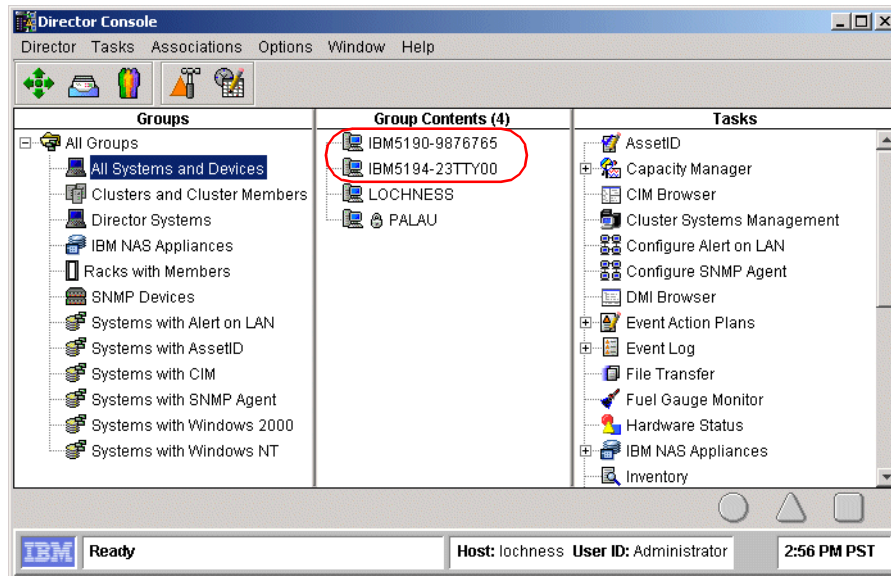 Director Console
Director Tasks Associations Options Window Help
Groups
All Groups
All Systems and Devices
Clusters and Cluster Members
Director Systems
IBM NAS Appliances
Racks with Members
SNMP Devices
Systems with Alert on LAN
Systems with AssetID
Systems with CIM
Systems with SNMP Agent
Systems with Windows 2000
Systems with Windows NT
Group Contents (4)
IBM5190-9876765
IBM5194-23TTY00
LOCHNESS
PALAU
Tasks
AssetID
Capacity Manager
CIM Browser
Cluster Systems Management
Configure Alert on LAN
Configure SNMP Agent
DMI Browser
Event Action Plans
Event Log
File Transfer
Fuel Gauge Monitor
Hardware Status
IBM NAS Appliances
Inventory
IBM Ready Host: lochness User ID: Administrator 2:56 PM PST